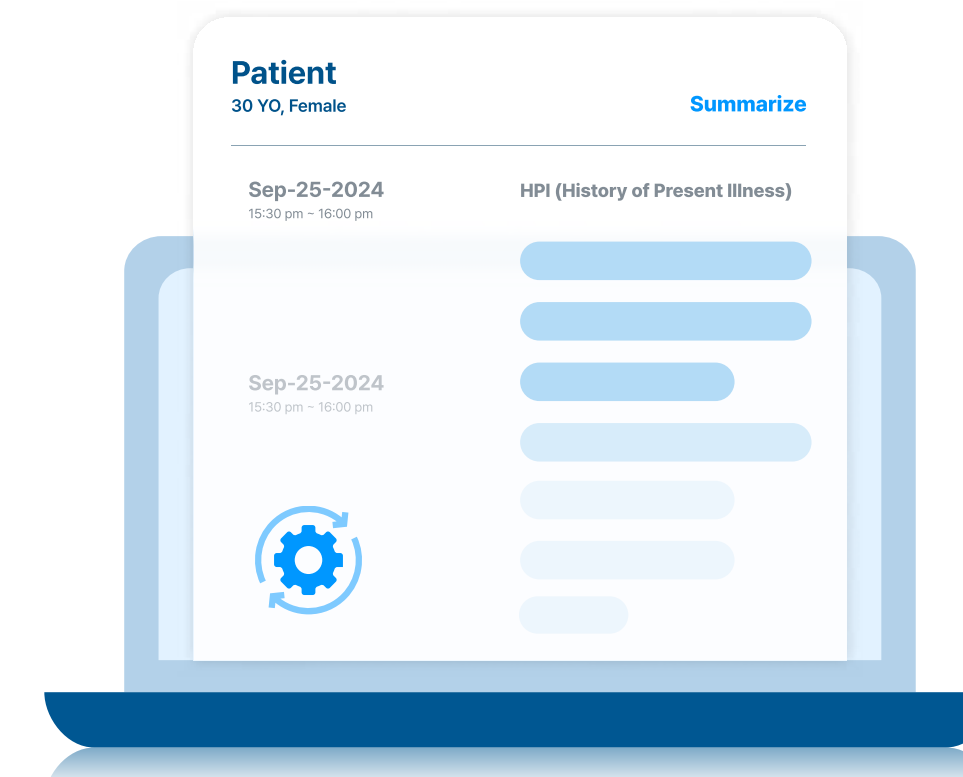 Patient
30 YO, Female
Summarize
Sep-25-2024
15:30 pm ~ 16:00 pm
HPI (History of Present Illness)
Sep-25-2024
15:30 pm ~ 16:00 pm